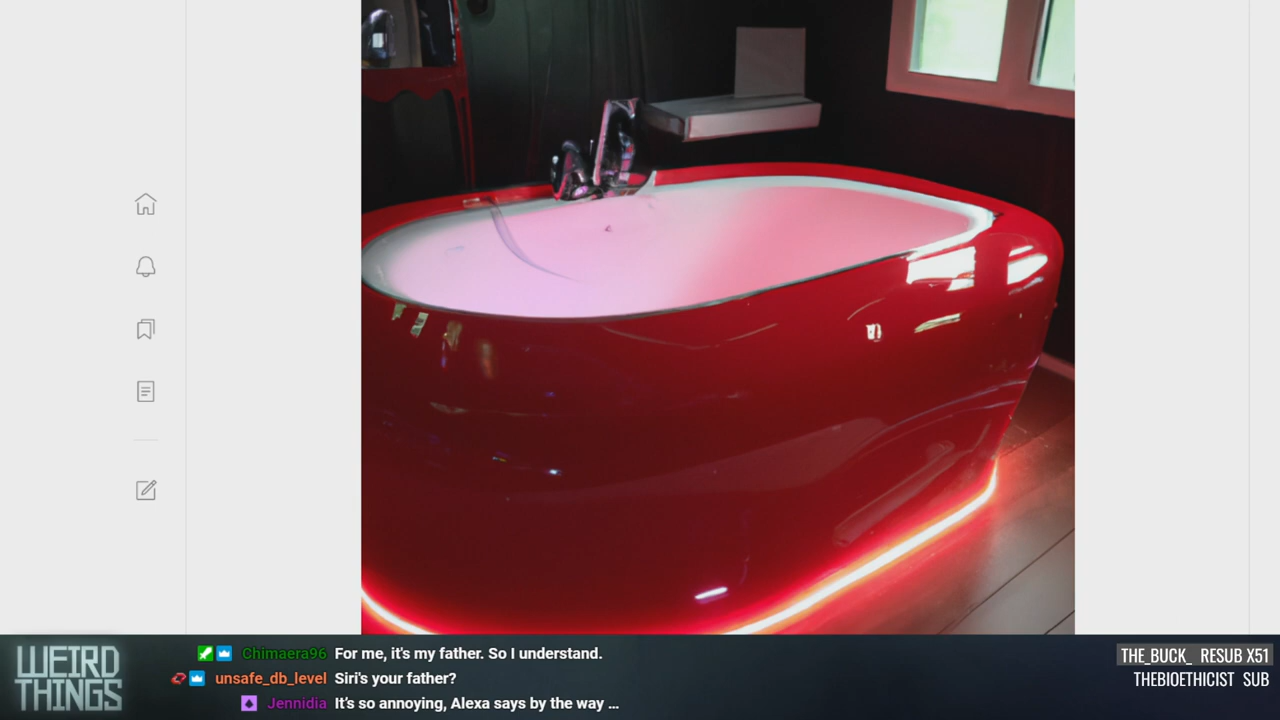 WEIRD
THINGS
Chimaera96 For me, it's my father. So I understand.
unsafe_db_level Siri's your father?
Jennidia It's so annoying, Alexa says by the way ...
THE_BUCK_ RESUB X51
THEBIOETHICIST SUB